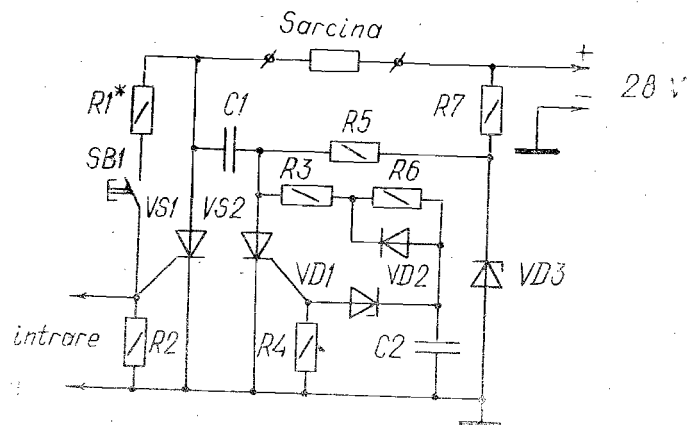 Sarcina
+
R1*
C1
R7
28 V
−
R5
SB1
R3
R6
VS1
VS2
VD1
VD2
VD3
intrare
R2
R4
C2